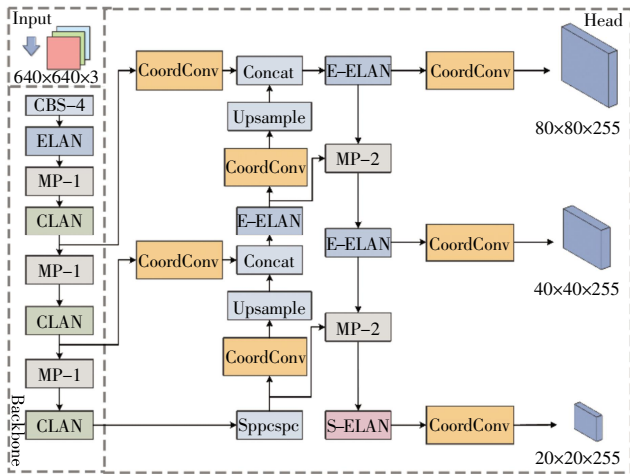 Input
640×640×3
CBS-4
ELAN
MP-1
CLAN
MP-1
CLAN
MP-1
CLAN
Backbone
Head
CoordConv
Concat
E-ELAN
CoordConv
80×80×255
Upsample
CoordConv
MP-2
E-ELAN
CoordConv
Concat
E-ELAN
CoordConv
40×40×255
Upsample
MP-2
CoordConv
Sppcspc
S-ELAN
CoordConv
20×20×255